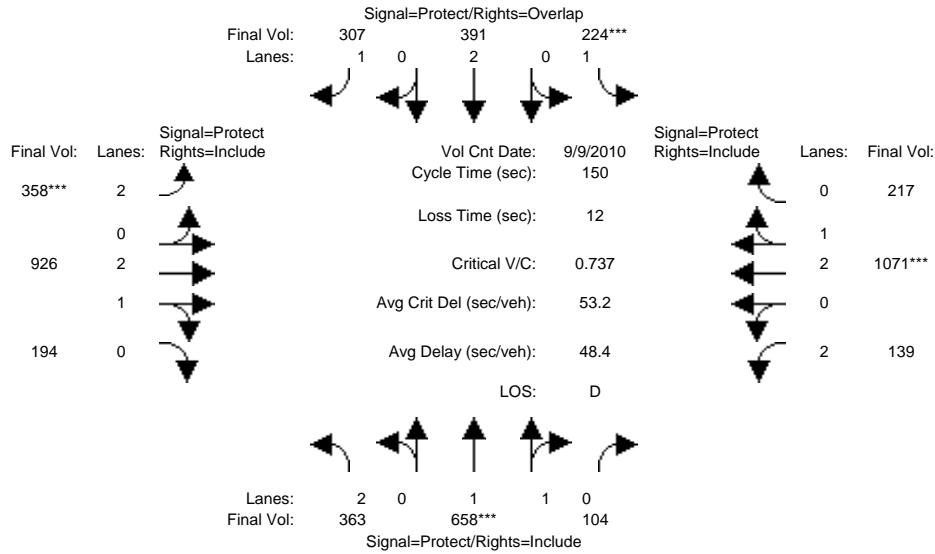 Signal=Protect/Rights=Overlap
Final Vol: 307 391 224***
Lanes: 1 0 2 0 1
Signal=Protect
Final Vol: Lanes: Rights=Include
Vol Cnt Date: 9/9/2010
Signal=Protect
Rights=Include Lanes: Final Vol:
Cycle Time (sec): 150
358*** 2
0 217
Loss Time (sec): 12
0
1
926 2
Critical V/C: 0.737
2 1071***
1
Avg Crit Del (sec/veh): 53.2
0
194 0
Avg Delay (sec/veh): 48.4
2 139
LOS: D
Lanes: 2 0 1 1 0
Final Vol: 363 658*** 104
Signal=Protect/Rights=Include